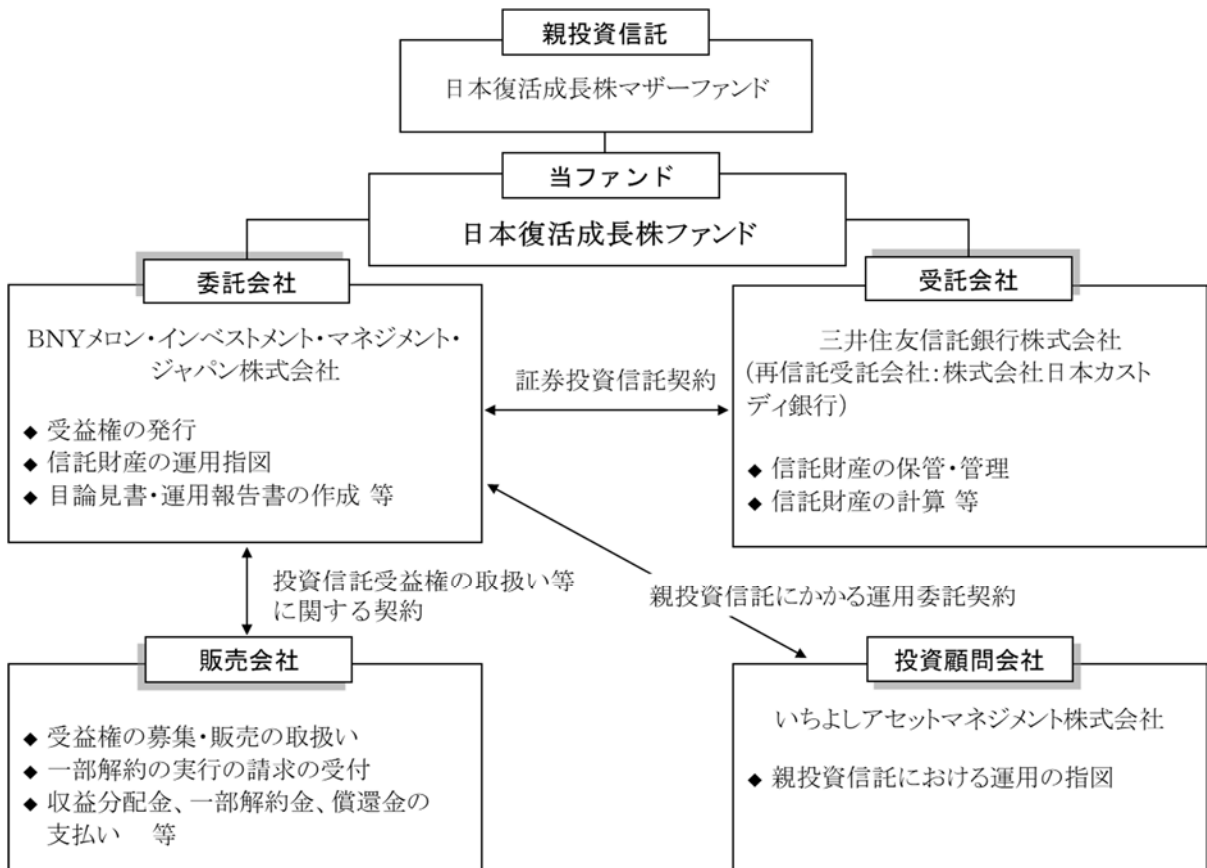 親投資信託
日本復活成長株マザーファンド
当ファンド
日本復活成長株ファンド
委託会社
BNYメロン・インベストメント・マネジメント・
ジャパン株式会社
◆ 受益権の発行
◆ 信託財産の運用指図
◆ 目論見書・運用報告書の作成 等
証券投資信託契約
受託会社
三井住友信託銀行株式会社
(再信託受託会社:株式会社日本カスト
ディ銀行)
◆ 信託財産の保管・管理
◆ 信託財産の計算 等
投資信託受益権の取扱い等
に関する契約
親投資信託にかかる運用委託契約
販売会社
◆ 受益権の募集・販売の取扱い
◆ 一部解約の実行の請求の受付
◆ 収益分配金、一部解約金、償還金の
支払い 等
投資顧問会社
いちよしアセットマネジメント株式会社
◆ 親投資信託における運用の指図